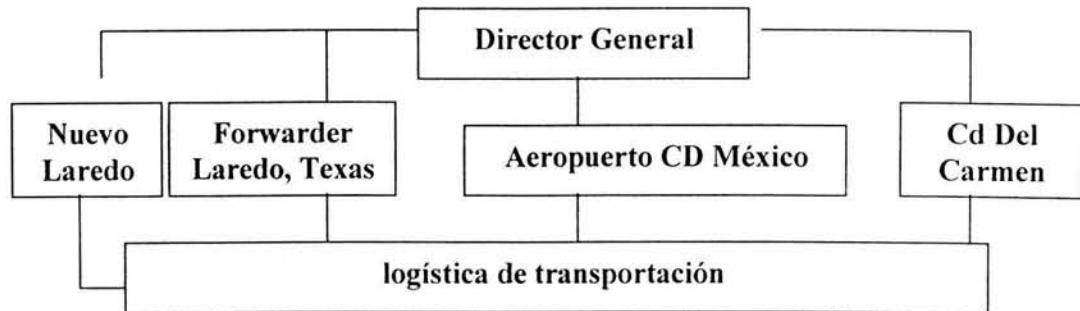 Director General
Nuevo
Laredo
Forwarder
Laredo, Texas
Aeropuerto CD México
Cd Del
Carmen
logística de transportación